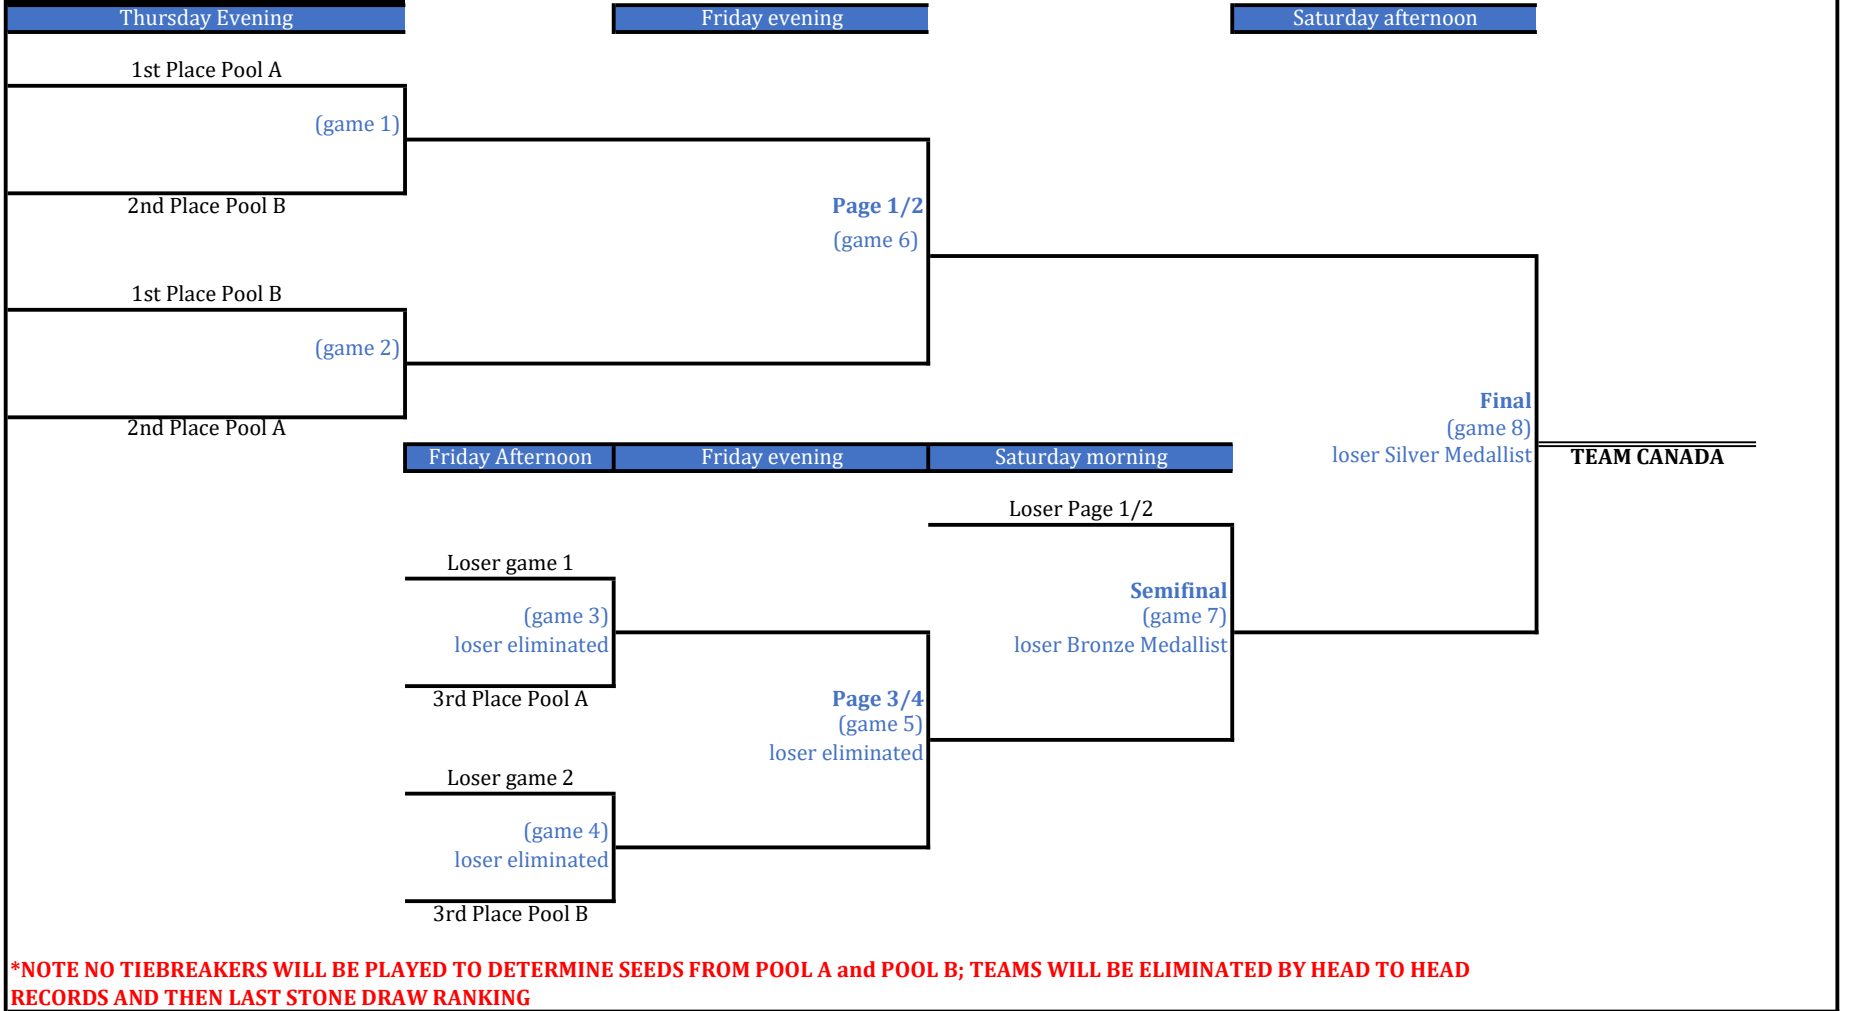 Thursday Evening
Friday evening
Saturday afternoon
1st Place Pool A
(game 1)
2nd Place Pool B
Page 1/2
(game 6)
1st Place Pool B
(game 2)
2nd Place Pool A
Final
(game 8)
loser Silver Medallist
TEAM CANADA
Friday Afternoon
Friday evening
Saturday morning
Loser Page 1/2
Loser game 1
Semifinal
(game 7)
loser Bronze Medallist
(game 3)
loser eliminated
3rd Place Pool A
Page 3/4
(game 5)
loser eliminated
Loser game 2
(game 4)
loser eliminated
3rd Place Pool B
*NOTE NO TIEBREAKERS WILL BE PLAYED TO DETERMINE SEEDS FROM POOL A and POOL B; TEAMS WILL BE ELIMINATED BY HEAD TO HEAD
RECORDS AND THEN LAST STONE DRAW RANKING